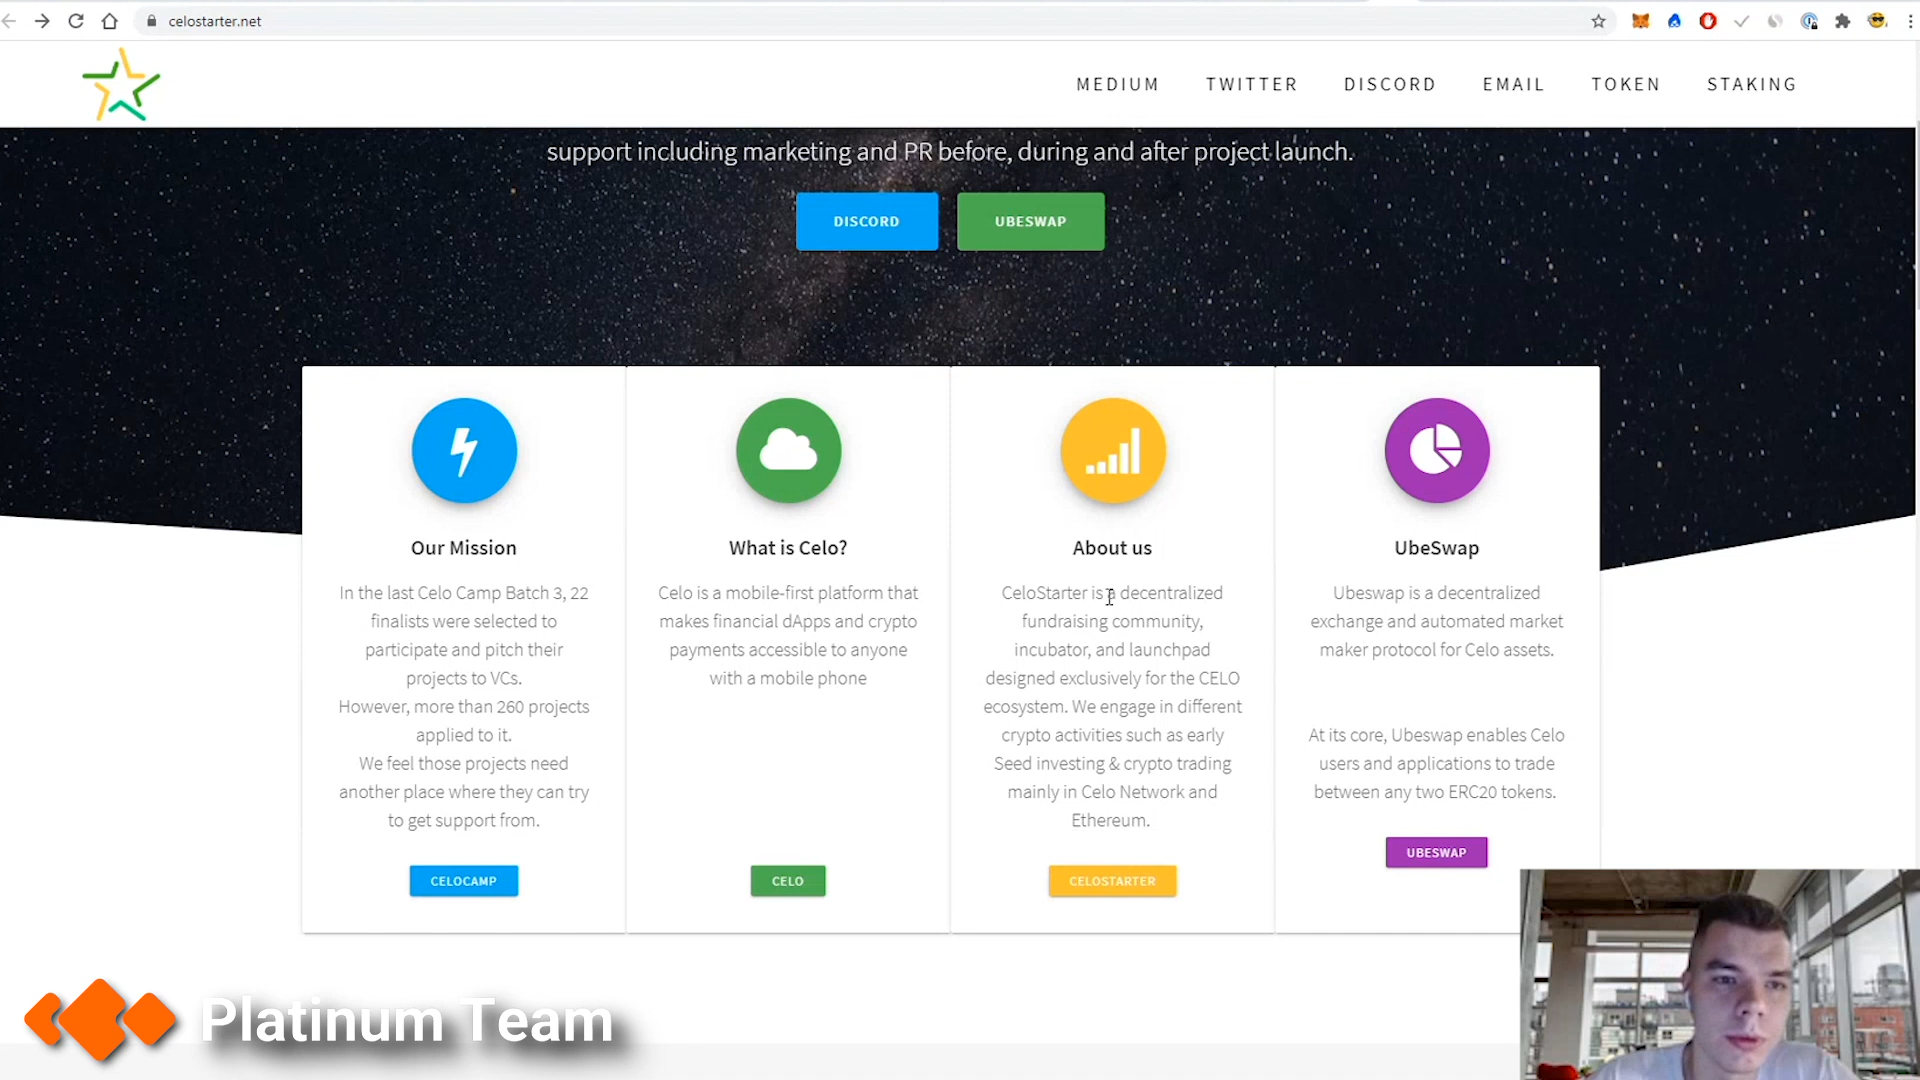 celostarter.net
MEDIUM TWITTER DISCORD EMAIL TOKEN STAKING
support including marketing and PR before, during and after project launch.
DISCORD UBESWAP
Our Mission
In the last Celo Camp Batch 3, 22
finalists were selected to
participate and pitch their
projects to VCs.
However, more than 260 projects
applied to it.
We feel those projects need
another place where they can try
to get support from.
CELOCAMP
What is Celo?
Celo is a mobile-first platform that
makes financial dApps and crypto
payments accessible to anyone
with a mobile phone
CELO
About us
CeloStarter is a decentralized
fundraising community,
incubator, and launchpad
designed exclusively for the CELO
ecosystem. We engage in different
crypto activities such as early
Seed investing & crypto trading
mainly in Celo Network and
Ethereum.
CELOSTARTER
UbeSwap
Ubeswap is a decentralized
exchange and automated market
maker protocol for Celo assets.
At its core, Ubeswap enables Celo
users and applications to trade
between any two ERC20 tokens.
UBESWAP
Platinum Team